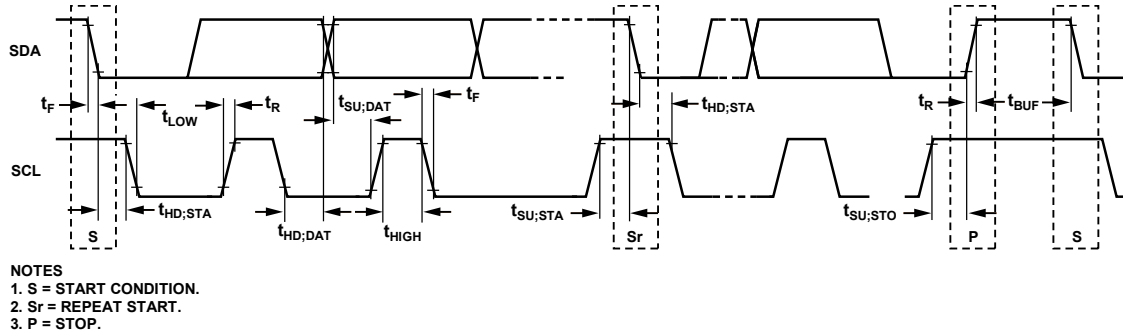 SDA
tF
tLOW
tR
tSU;DAT
tF
tHD;STA
tR
tBUF
SCL
tHD;STA
tHD;DAT
tHIGH
tSU;STA
tSU;STO
S
Sr
P
S
NOTES
1. S = START CONDITION.
2. Sr = REPEAT START.
3. P = STOP.